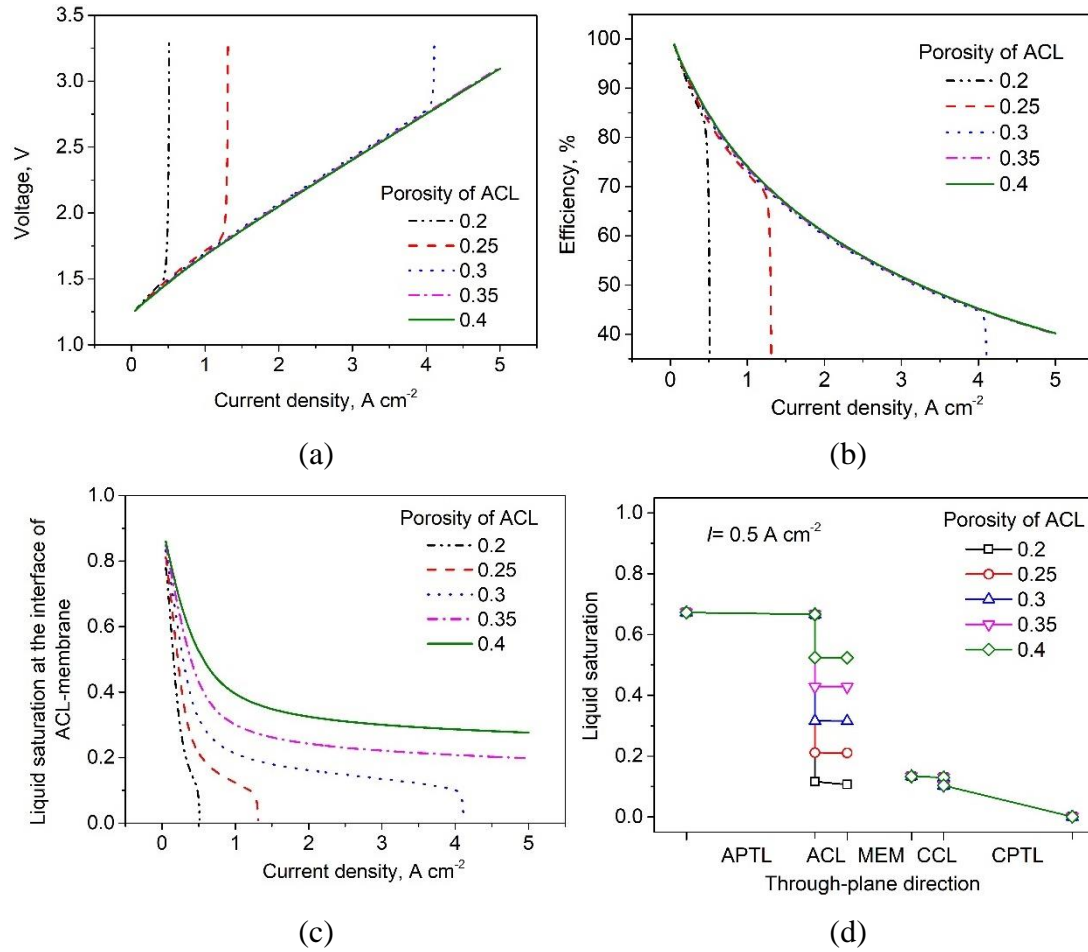 3.5
3.0
2.5
2.0
1.5
1.0
Voltage, V
Porosity of ACL
0.2
0.25
0.3
0.35
0.4
0 1 2 3 4 5
Current density, A cm-2
(a)
100
90
80
70
60
50
40
Efficiency, %
Porosity of ACL
0.2
0.25
0.3
0.35
0.4
0 1 2 3 4 5
Current density, A cm-2
(b)
1.0
0.8
0.6
0.4
0.2
0.0
Liquid saturation at the interface of
ACL-membrane
Porosity of ACL
0.2
0.25
0.3
0.35
0.4
0 1 2 3 4 5
Current density, A cm-2
(c)
1.0
0.8
0.6
0.4
0.2
0.0
Liquid saturation
I= 0.5 A cm-2
Porosity of ACL
0.2
0.25
0.3
0.35
0.4
APTL ACL MEM CCL CPTL
Through-plane direction
(d)